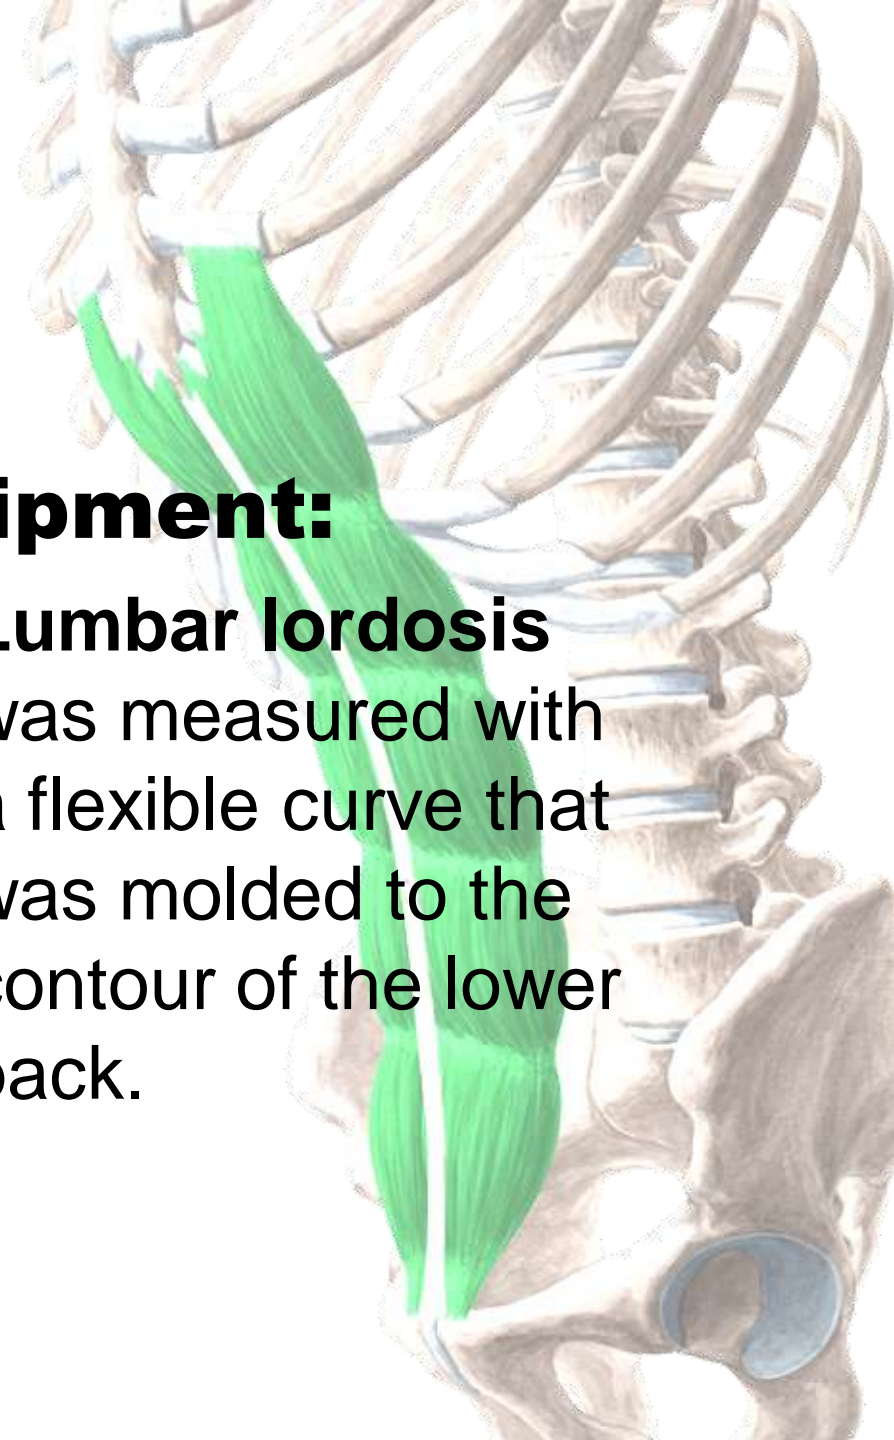 ipment:
Lumbar lordosis
was measured with
a flexible curve that
was molded to the
contour of the lower
back.